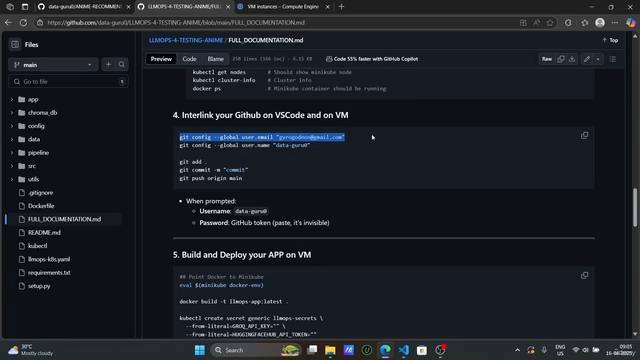 data-guru0/ANIME-RECOMMEN
LLMOPS-4-TESTING-ANIME/FULL_D
VM instances – Compute Engine
https://github.com/data-guru0/LLMOPS-4-TESTING-ANIME/blob/main/FULL_DOCUMENTATION.md
Files
main
Go to file
app
chroma_db
config
data
pipeline
src
utils
.gitignore
Dockerfile
FULL_DOCUMENTATION.md
README.md
kubectl
llmops-k8s.yaml
requirements.txt
setup.py
LLMOPS-4-TESTING-ANIME / FULL_DOCUMENTATION.md
Top
Preview
Code
Blame
Code 55% faster with GitHub Copilot
Raw
kubectl get nodes # Should show minikube node
kubectl cluster-info # Cluster info
docker ps # Minikube container should be running
4. Interlink your Github on VSCode and on VM
git config --global user.email "gyrogodnon@gmail.com"
git config --global user.name "data-guru0"
git add .
git commit -m "commit"
git push origin main
When prompted:
Username: data-guru0
Password: GitHub token (paste, it's invisible)
5. Build and Deploy your APP on VM
## Point Docker to Minikube
eval $(minikube docker-env)
docker build -t llmops-app:latest .
kubectl create secret generic llmops-secrets \
--from-literal=GROQ_API_KEY="" \
--from-literal=HUGGINGFACEHUB_API_TOKEN=""
30°C
Mostly cloudy
Search
ENG
US
09:05